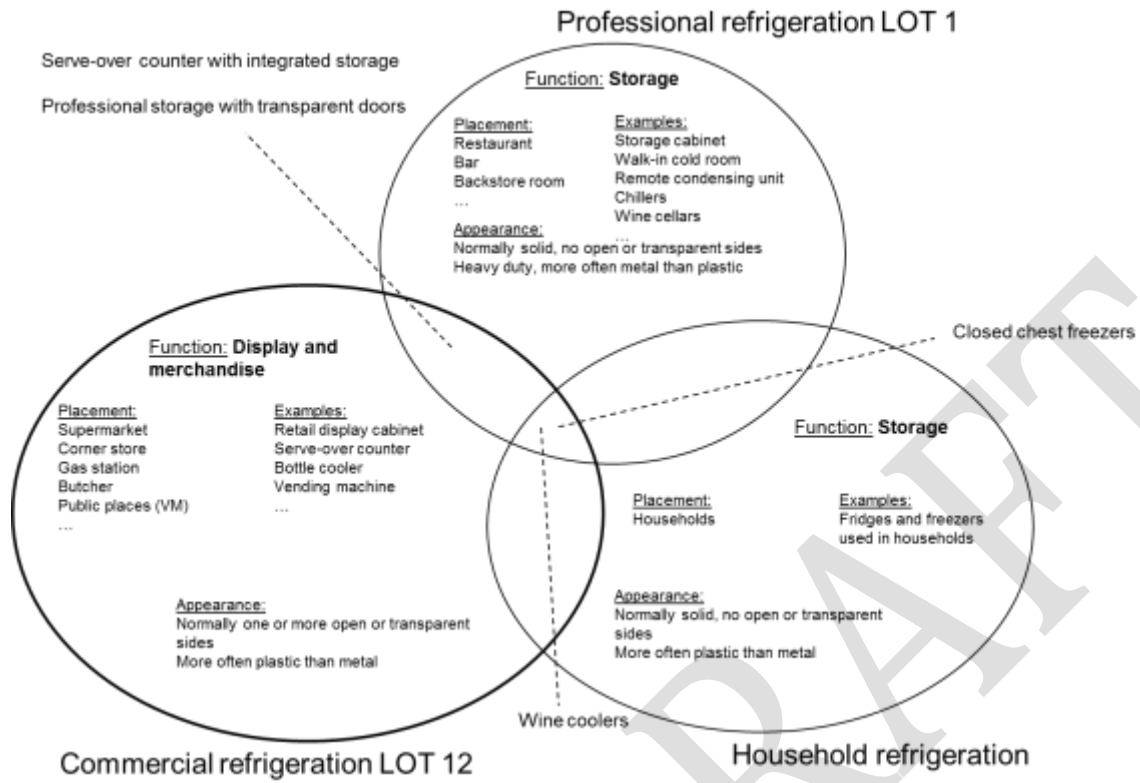 Professional refrigeration LOT 1
Serve-over counter with integrated storage
Professional storage with transparent doors
Function: Storage
Placement:
Restaurant
Bar
Backstore room
...
Examples:
Storage cabinet
Walk-in cold room
Remote condensing unit
Chillers
Wine cellars
...
Appearance:
Normally solid, no open or transparent sides
Heavy duty, more often metal than plastic
Closed chest freezers
Function: Display and
merchandise
Placement:
Supermarket
Corner store
Gas station
Butcher
Public places (VM)
...
Examples:
Retail display cabinet
Serve-over counter
Bottle cooler
Vending machine
...
Appearance:
Normally one or more open or transparent
sides
More often plastic than metal
Function: Storage
Placement:
Households
Examples:
Fridges and freezers
used in households
Appearance:
Normally solid, no open or transparent
sides
More often plastic than metal
Wine coolers
Commercial refrigeration LOT 12
Household refrigeration
RAFT